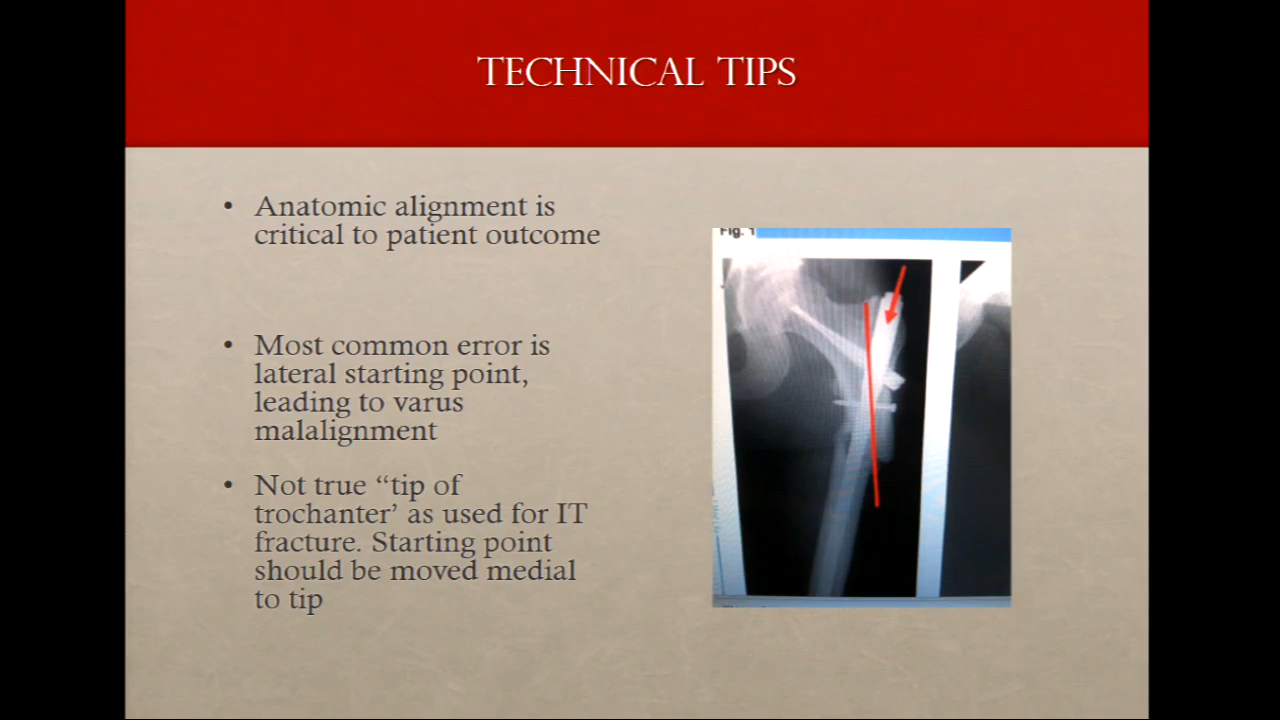 TECHNICAL TIPS
• Anatomic alignment is
critical to patient outcome
• Most common error is
lateral starting point,
leading to varus
malalignment
• Not true “tip of
trochanter’ as used for IT
fracture. Starting point
should be moved medial
to tip
Fig. 1